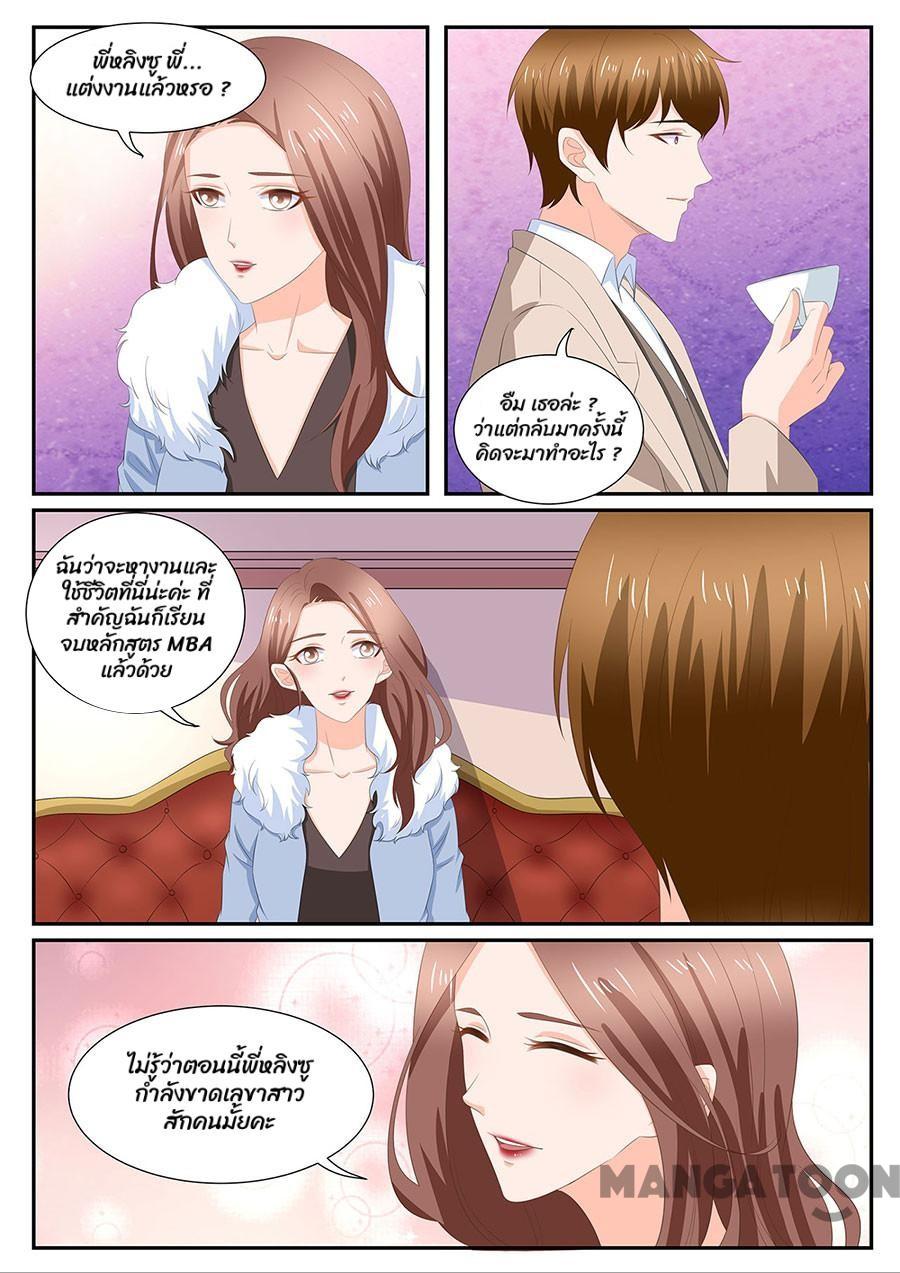 พี่หลิงซู พี่...
แต่งงานแล้วหรอ ?
อืม เธอล่ะ ?
ว่าแต่กลับมาครั้งนี้
คิดจะมาทำอะไร ?
ฉันว่าจะหางานและ
ใช้ชีวิตที่นี่น่ะค่ะ ที่
สำคัญฉันก็เรียน
จบหลักสูตร MBA
แล้วด้วย
ไม่รู้ว่าตอนนี้พี่หลิงซู
กำลังขาดเลขาสาว
สักคนมั้ยคะ
MANGATOON